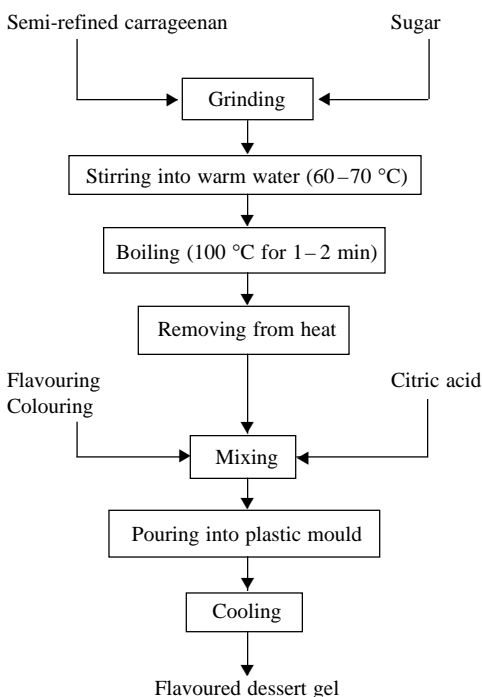 Semi-refined carrageenan
Sugar
Grinding
Stirring into warm water (60–70 °C)
Boiling (100 °C for 1–2 min)
Removing from heat
Flavouring
Colouring
Citric acid
Mixing
Pouring into plastic mould
Cooling
Flavoured dessert gel